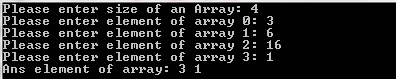 Please enter size of an Array: 4
Please enter element of array 0: 3
Please enter element of array 1: 6
Please enter element of array 2: 16
Please enter element of array 3: 1
Ans element of array: 3 1